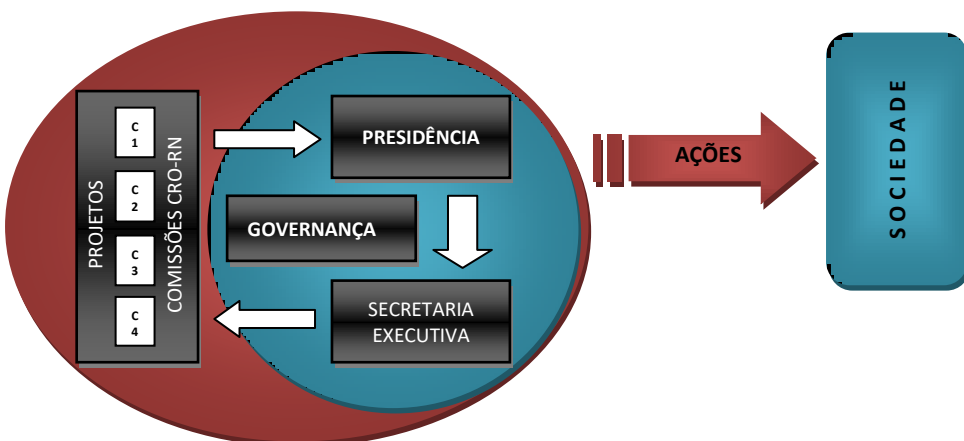 PROJETOS
C
1
C
2
C
3
C
4
COMISSÕES CRO-RN
PRESIDÊNCIA
GOVERNANÇA
SECRETARIA
EXECUTIVA
AÇÕES
SOCIEDADE